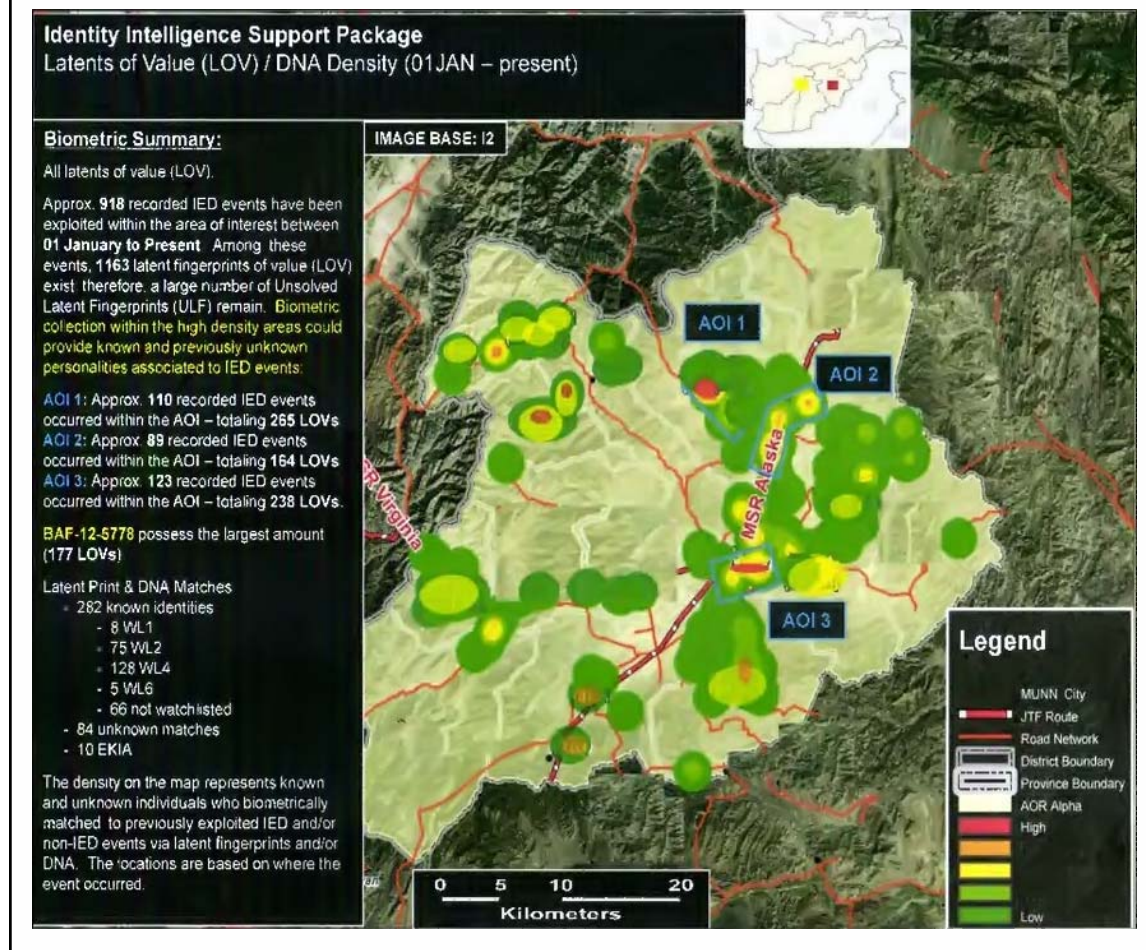 Identity Intelligence Support Package
Latents of Value (LOV) / DNA Density (01JAN – present)
Biometric Summary:
All latents of value (LOV).
Approx. 918 recorded IED events have been
exploited within the area of interest between
01 January to Present Among these
events, 1163 latent fingerprints of value (LOV)
exist therefore, a large number of Unsolved
Latent Fingerprints (ULF) remain. Biometric
collection within the high density areas could
provide known and previously unknown
personalities associated to IED events:
AOI 1: Approx. 110 recorded IED events
occurred within the AOI – totaling 265 LOVs
AOI 2: Approx. 89 recorded IED events
occurred within the AOI – totaling 164 LOVs
AOI 3: Approx. 123 recorded IED events
occurred within the AOI – totaling 238 LOVs.
BAF-12-5778 possess the largest amount
(177 LOVs)
Latent Print & DNA Matches
- 282 known identities
- 8 WL1
- 75 WL2
- 128 WL4
- 5 WL6
- 66 not watchlisted
- 84 unknown matches
- 10 EKIA
The density on the map represents known
and unknown individuals who biometrically
matched to previously exploited IED and/or
non-IED events via latent fingerprints and/or
DNA. The locations are based on where the
event occurred.
IMAGE BASE: I2
AOI 1
AOI 2
MSR Alaska
SR Virginia
AOI 3
0 5 10 20
Kilometers
Legend
MUNN City
JTF Route
Road Network
District Boundary
Province Boundary
AOR Alpha
High
Low